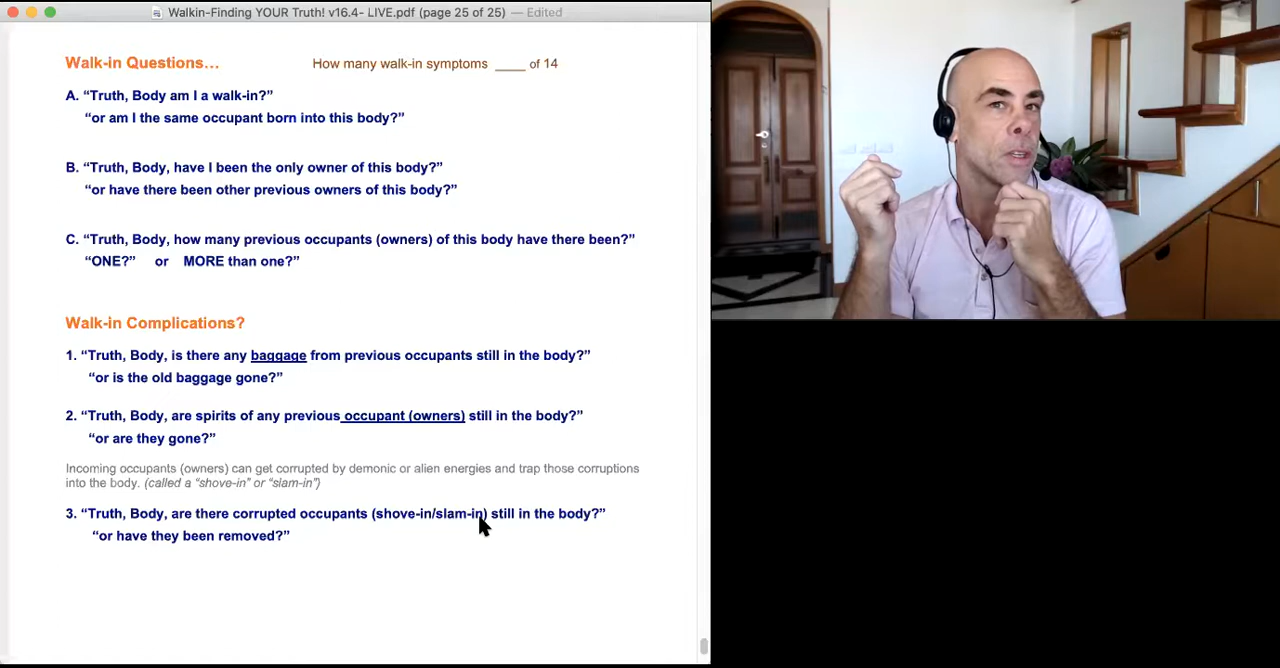 Walkin-Finding YOUR Truth! v16.4- LIVE.pdf (page 25 of 25) — Edited
Walk-in Questions…
How many walk-in symptoms ____ of 14
A. “Truth, Body am I a walk-in?”
“or am I the same occupant born into this body?”
B. “Truth, Body, have I been the only owner of this body?”
“or have there been other previous owners of this body?”
C. “Truth, Body, how many previous occupants (owners) of this body have there been?”
“ONE?” or MORE than one?”
Walk-in Complications?
1. “Truth, Body, is there any baggage from previous occupants still in the body?”
“or is the old baggage gone?”
2. “Truth, Body, are spirits of any previous occupant (owners) still in the body?”
“or are they gone?”
Incoming occupants (owners) can get corrupted by demonic or alien energies and trap those corruptions
into the body. (called a “shove-in” or “slam-in”)
3. “Truth, Body, are there corrupted occupants (shove-in/slam-in) still in the body?”
“or have they been removed?”